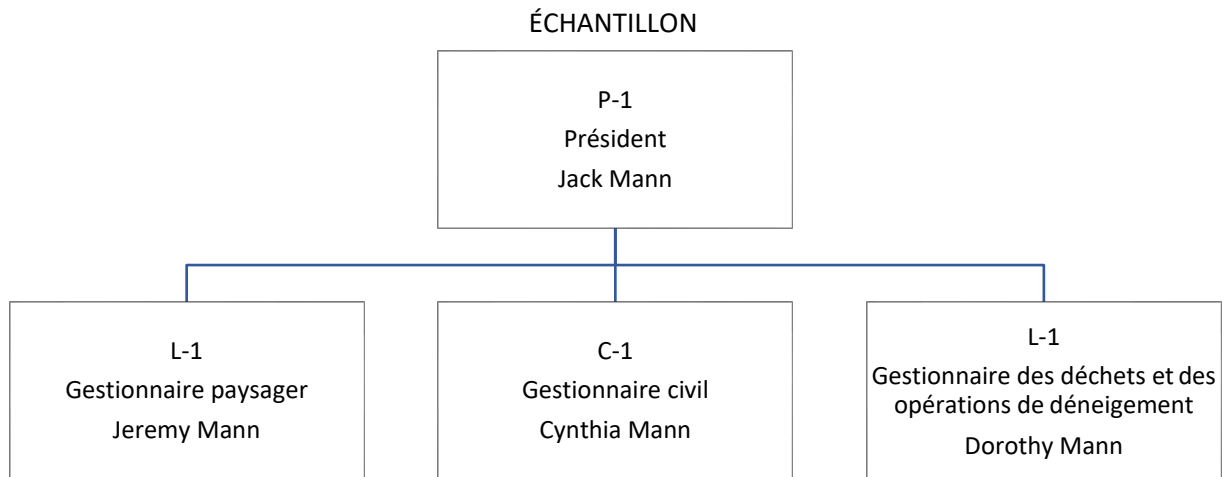 ÉCHANTILLON
P-1
Président
Jack Mann
L-1
Gestionnaire paysager
Jeremy Mann
C-1
Gestionnaire civil
Cynthia Mann
L-1
Gestionnaire des déchets et des
opérations de déneigement
Dorothy Mann